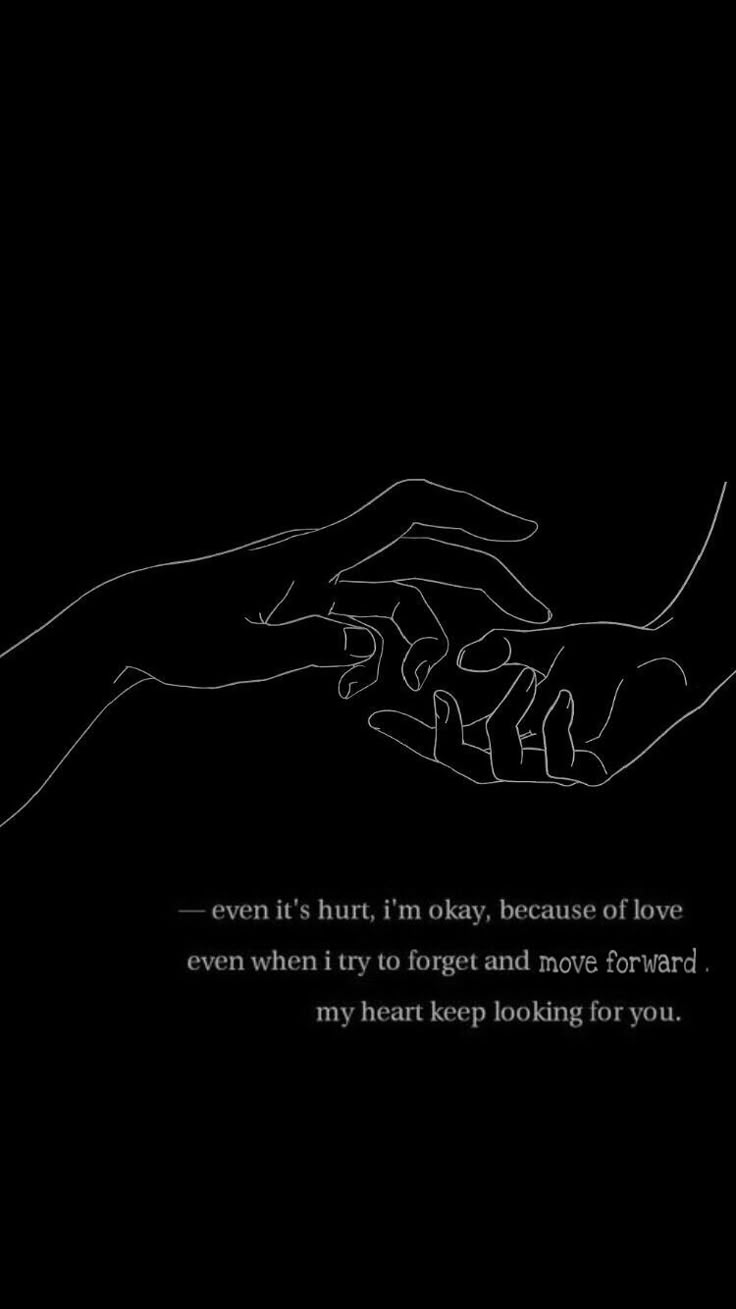 — even it's hurt, i'm okay, because of love
even when i try to forget and move forward .
my heart keep looking for you.